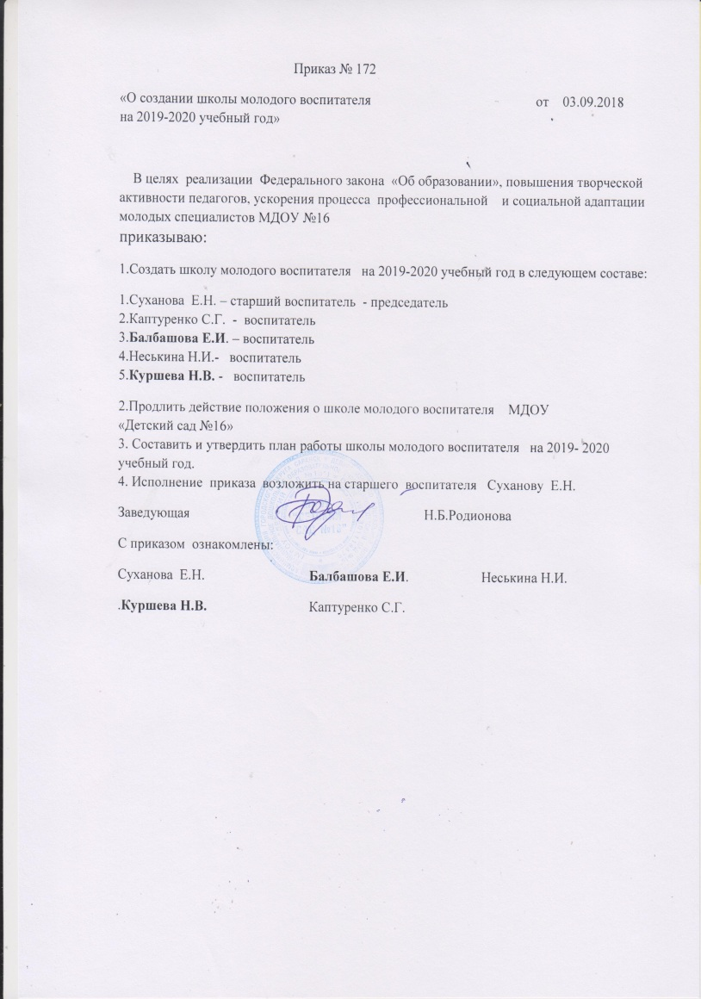 Приказ № 172
«О создании школы молодого воспитателя от 03.09.2018
на 2019-2020 учебный год»
В целях реализации Федерального закона «Об образовании», повышения творческой
активности педагогов, ускорения процесса профессиональной и социальной адаптации
молодых специалистов МДОУ №16
приказываю:
1.Создать школу молодого воспитателя на 2019-2020 учебный год в следующем составе:
1.Суханова Е.Н. – старший воспитатель - председатель
2.Каптуренко С.Г. - воспитатель
3.Балбашова Е.И. – воспитатель
4.Неськина Н.И.- воспитатель
5.Куршева Н.В. - воспитатель
2.Продлить действие положения о школе молодого воспитателя МДОУ
«Детский сад №16»
3. Составить и утвердить план работы школы молодого воспитателя на 2019- 2020
учебный год.
4. Исполнение приказа возложить на старшего воспитателя Суханову Е.Н.
Заведующая Н.Б.Родионова
С приказом ознакомлены:
Суханова Е.Н. Балбашова Е.И. Неськина Н.И.
.Куршева Н.В. Каптуренко С.Г.